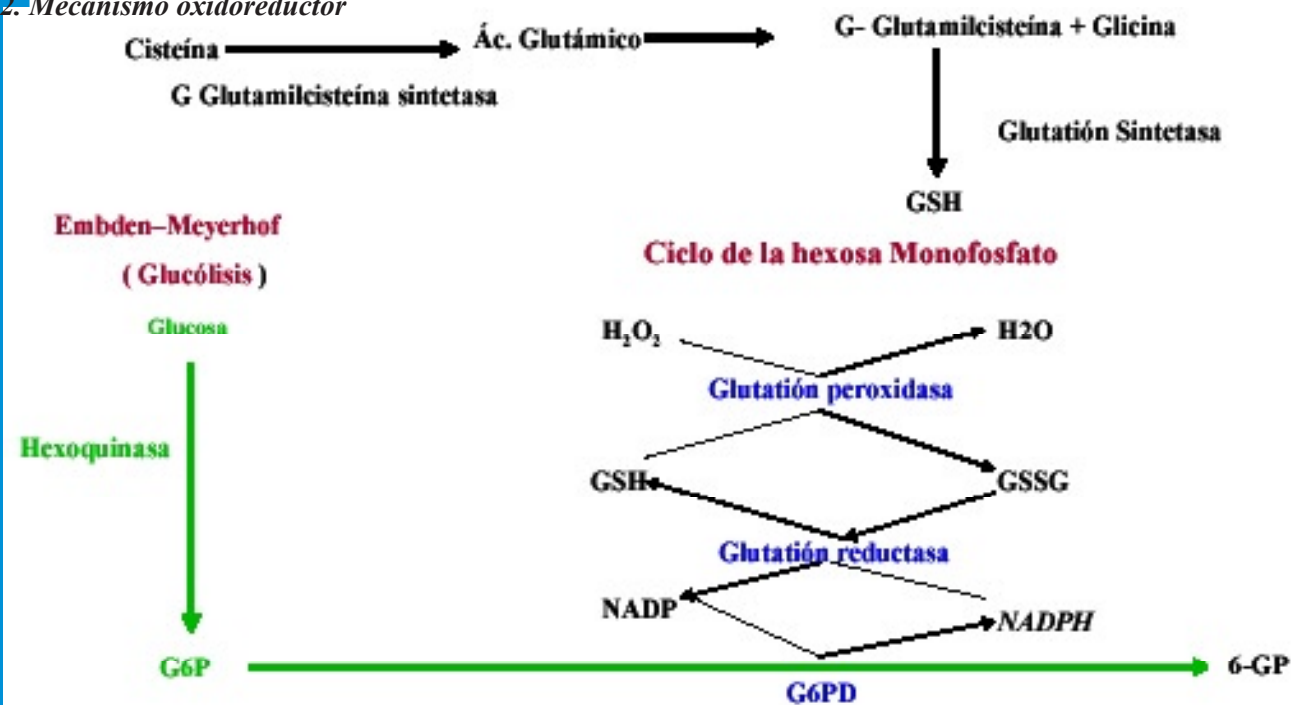 2. Mecanismo oxidoreductor
Cisteína
Ác. Glutámico
G- Glutamilcisteína + Glicina
G Glutamilcisteína sintetasa
Glutatión Sintetasa
GSH
Embden–Meyerhof
( Glucólisis )
Ciclo de la hexosa Monofosfato
Glucosa
H₂O₂
H2O
Glutatión peroxidasa
Hexoquinasa
GSH
GSSG
Glutatión reductasa
NADP
NADPH
G6P
6-GP
G6PD